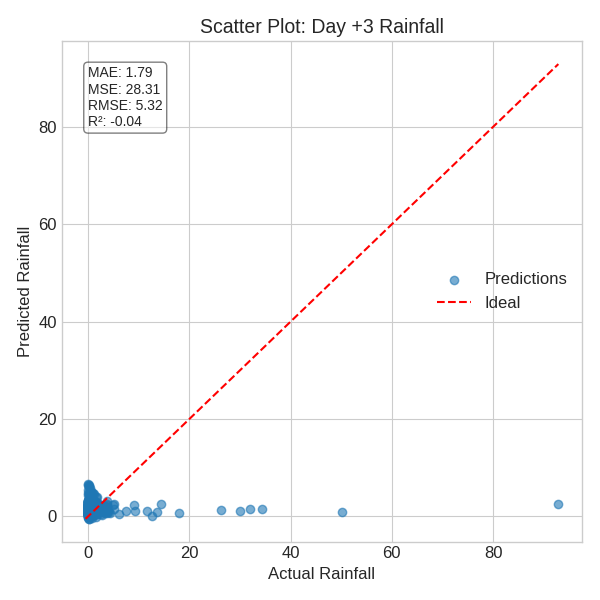 Scatter Plot: Day +3 Rainfall
MAE: 1.79
MSE: 28.31
RMSE: 5.32
R²: -0.04
80
60
40
20
0
Predicted Rainfall
Predictions
Ideal
0 20 40 60 80
Actual Rainfall